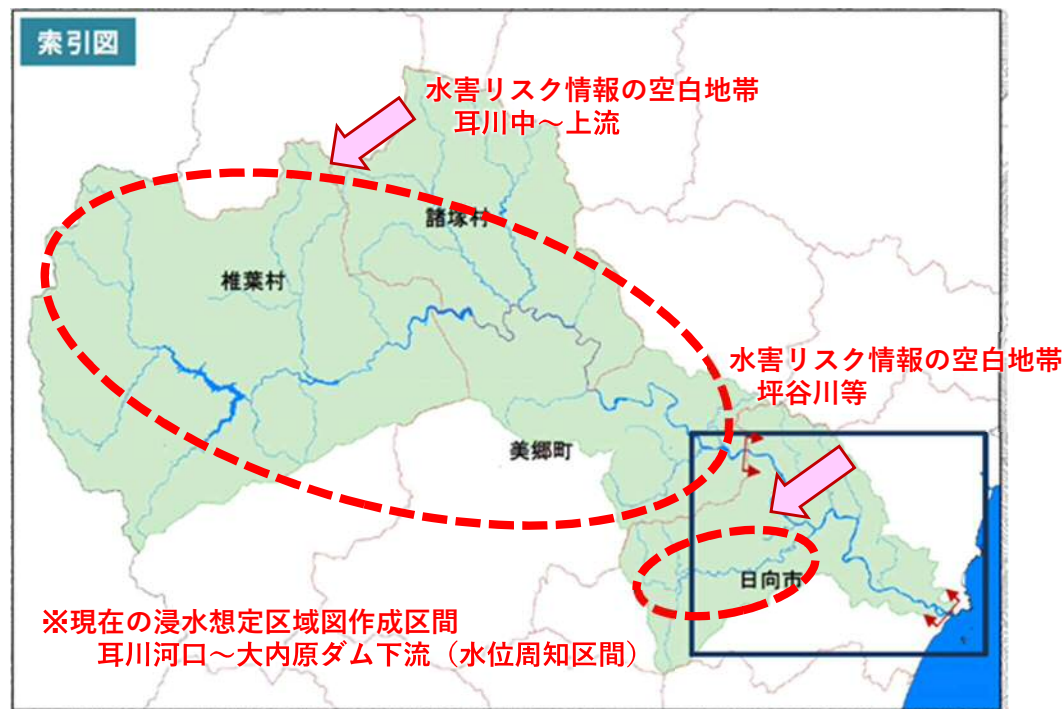 索引図
水害リスク情報の空白地帯
耳川中～上流
諸塚村
椎葉村
水害リスク情報の空白地帯
坪谷川等
美郷町
日向市
※現在の浸水想定区域図作成区間
耳川河口～大内原ダム下流（水位周知区間）